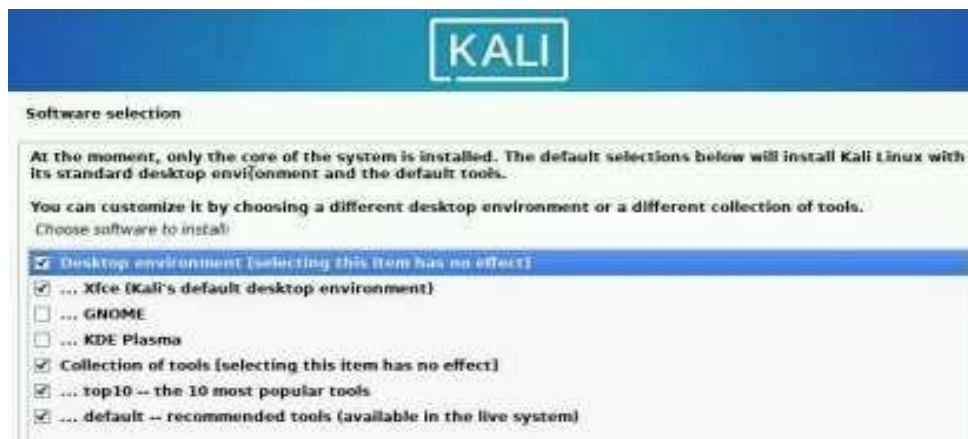 KALI
Software selection
At the moment, only the core of the system is installed. The default selections below will install Kali Linux with
its standard desktop environment and the default tools.
You can customize it by choosing a different desktop environment or a different collection of tools.
Choose software to install:
Desktop environment [selecting this item has no effect]
... Xfce (Kali's default desktop environment)
... GNOME
... KDE Plasma
Collection of tools [selecting this item has no effect]
... top10 -- the 10 most popular tools
... default -- recommended tools (available in the live system)